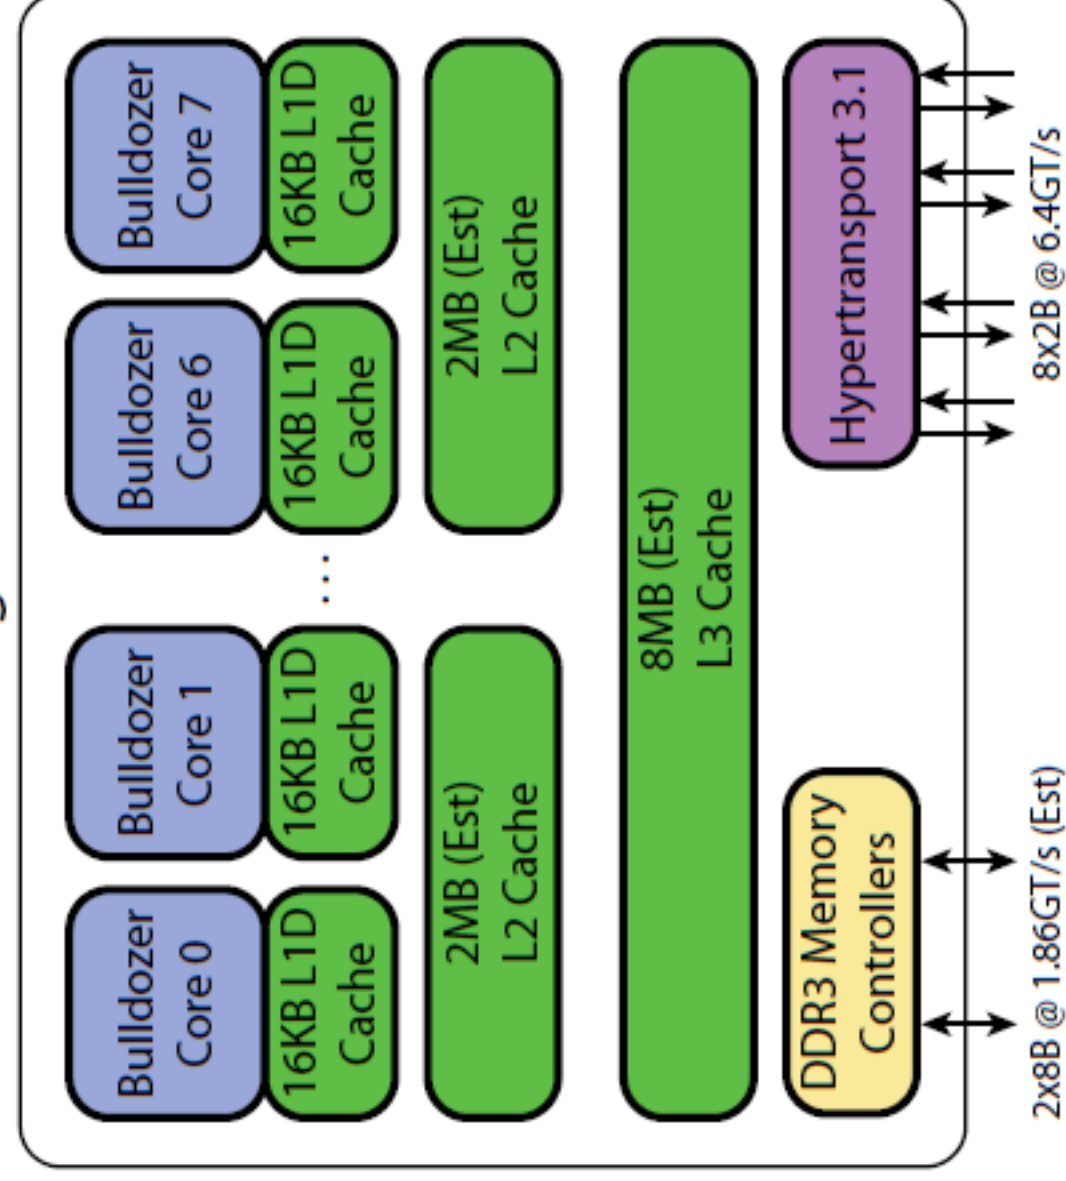 Bulldozer
Core 0
Bulldozer
Core 1
Bulldozer
Core 6
Bulldozer
Core 7
16KB L1D
Cache
16KB L1D
Cache
...
16KB L1D
Cache
16KB L1D
Cache
2MB (Est)
L2 Cache
2MB (Est)
L2 Cache
8MB (Est)
L3 Cache
DDR3 Memory
Controllers
Hypertransport 3.1
2x8B @ 1.86GT/s (Est)
8x2B @ 6.4GT/s